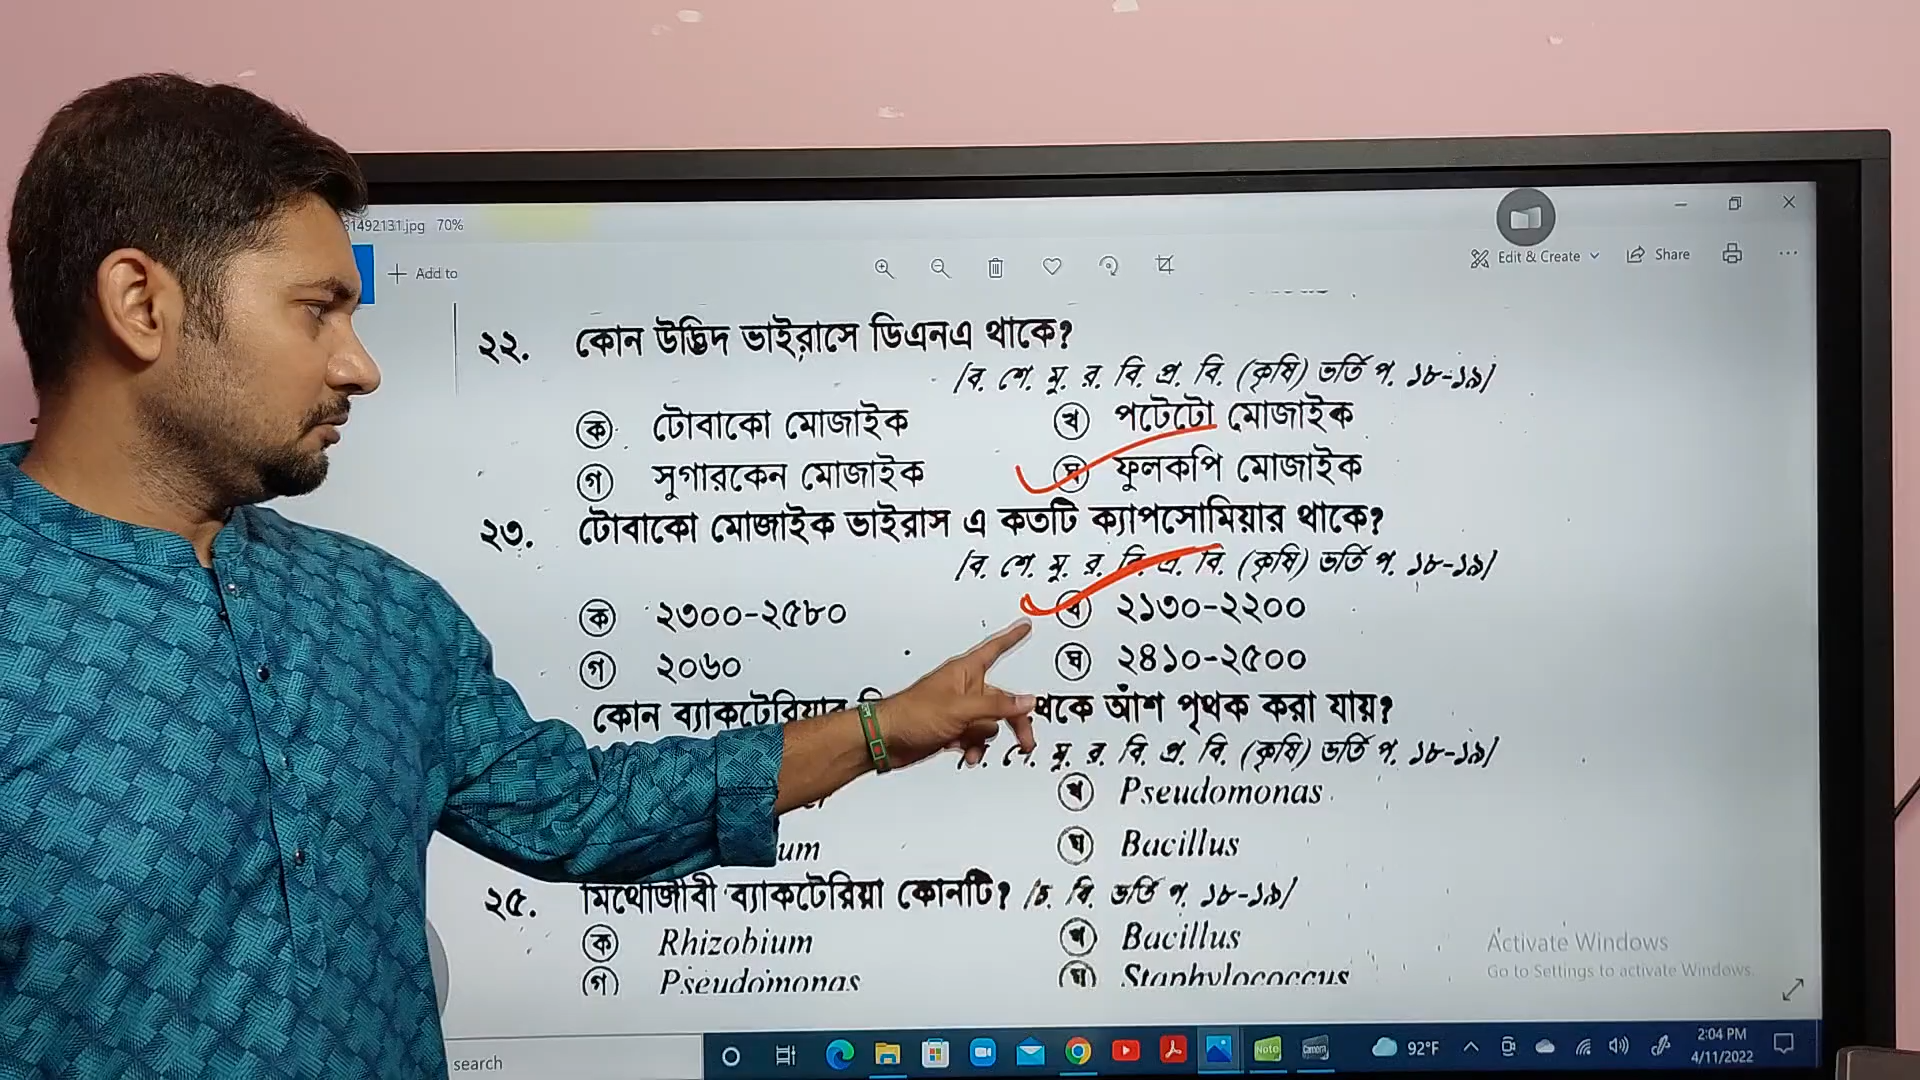 61492131.jpg 70%
Add to
Edit & Create
Share
২২. কোন উদ্ভিদ ভাইরাসে ডিএনএ থাকে?
[ব. শে. মু. র. বি. প্র. বি. (কৃষি) ভর্তি প. ১৮-১৯]
ক টোবাকো মোজাইক খ পটেটো মোজাইক
গ সুগারকেন মোজাইক ঘ ফুলকপি মোজাইক
২৩. টোবাকো মোজাইক ভাইরাস এ কতটি ক্যাপসোমিয়ার থাকে?
[ব. শে. মু. র. বি. প্র. বি. (কৃষি) ভর্তি প. ১৮-১৯]
ক ২৩০০-২৫৮০ খ ২১৩০-২২০০
গ ২০৬০ ঘ ২৪১০-২৫০০
কোন ব্যাকটেরিয়ার থেকে আঁশ পৃথক করা যায়?
[ব. শে. মু. র. বি. প্র. বি. (কৃষি) ভর্তি প. ১৮-১৯]
খ Pseudomonas
um ঘ Bacillus
২৫. মিথোজীবী ব্যাকটেরিয়া কোনটি? [চ. বি. ভর্তি প. ১৮-১৯]
ক Rhizobium খ Bacillus
গ Pseudomonas ঘ Staphylococcus
Activate Windows
Go to Settings to activate Windows.
search
Note
Camera
92°F
2:04 PM
4/11/2022